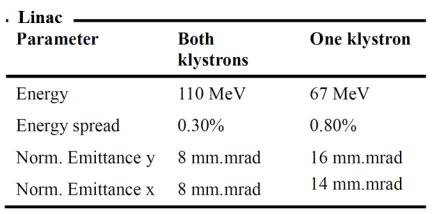 . Linac
Parameter Both One klystron
klystrons
Energy 110 MeV 67 MeV
Energy spread 0.30% 0.80%
Norm. Emittance y 8 mm.mrad 16 mm.mrad
Norm. Emittance x 8 mm.mrad 14 mm.mrad